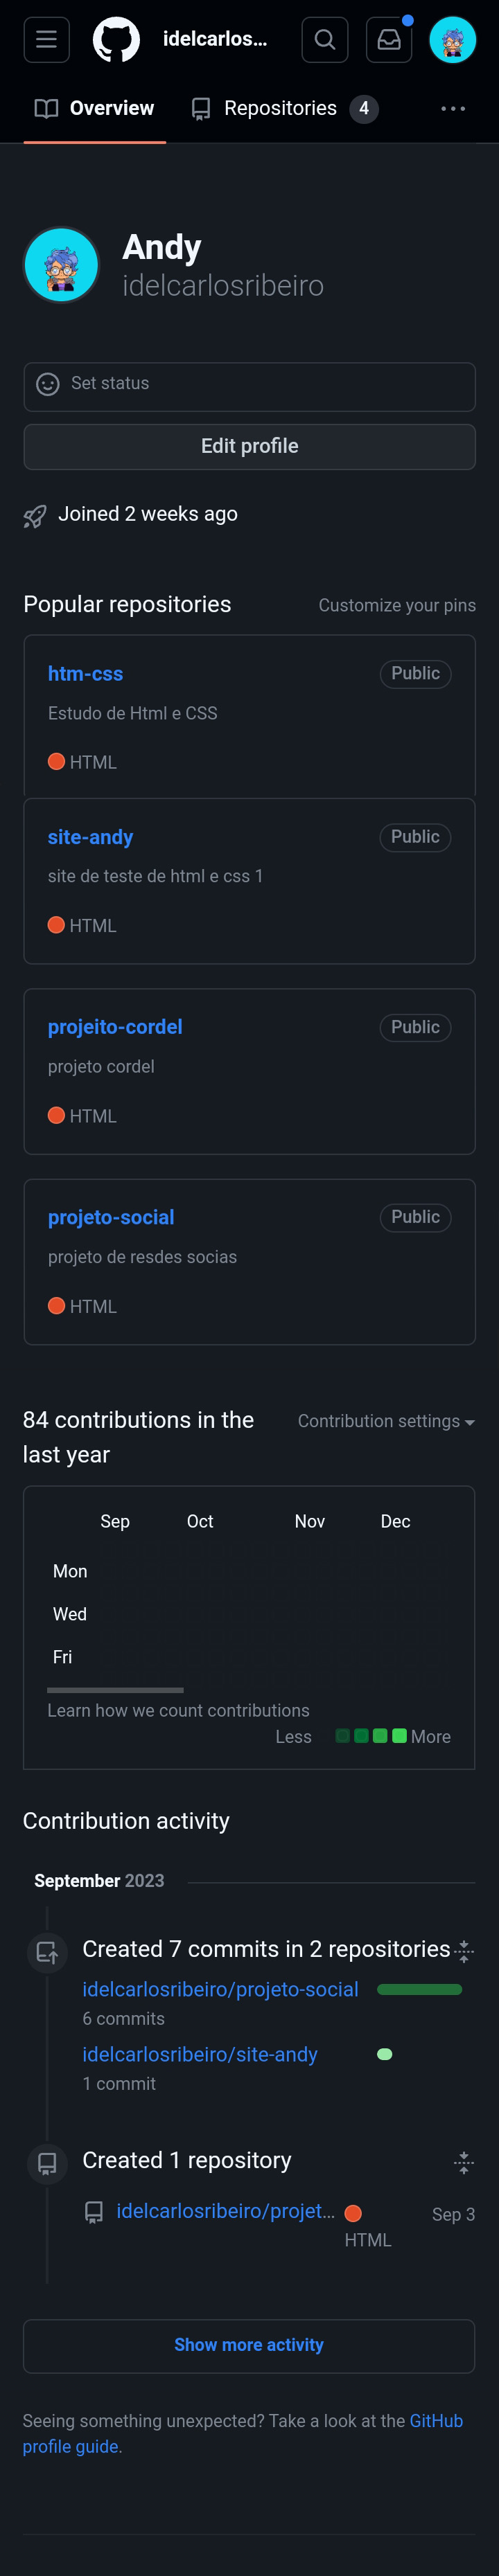 idelcarlos...
Overview
Repositories 4
Andy
idelcarlosribeiro
Set status
Edit profile
Joined 2 weeks ago
Popular repositories
Customize your pins
htm-css
Public
Estudo de Html e CSS
HTML
site-andy
Public
site de teste de html e css 1
HTML
projeito-cordel
Public
projeto cordel
HTML
projeto-social
Public
projeto de resdes socias
HTML
84 contributions in the
last year
Contribution settings
Sep Oct Nov Dec
Mon
Wed
Fri
Learn how we count contributions
Less More
Contribution activity
September 2023
Created 7 commits in 2 repositories
idelcarlosribeiro/projeto-social
6 commits
idelcarlosribeiro/site-andy
1 commit
Created 1 repository
idelcarlosribeiro/projet...
HTML
Sep 3
Show more activity
Seeing something unexpected? Take a look at the GitHub
profile guide.